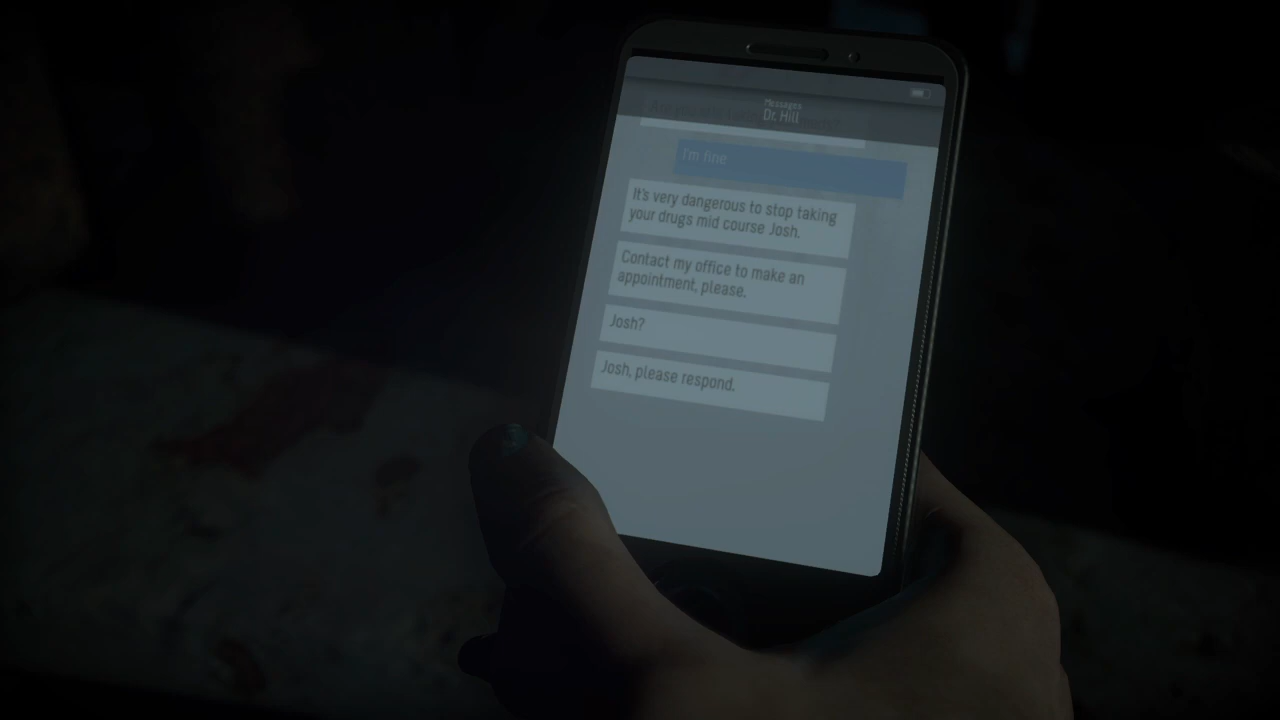 Messages
Dr. Hill
I'm fine
It's very dangerous to stop taking
your drugs mid course Josh.
Contact my office to make an
appointment, please.
Josh?
Josh, please respond.